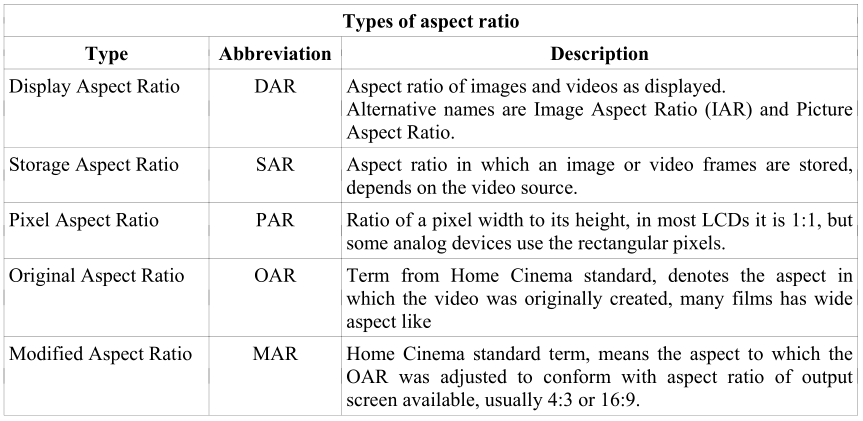 Types of aspect ratio
Type Abbreviation Description
Display Aspect Ratio DAR Aspect ratio of images and videos as displayed.
Alternative names are Image Aspect Ratio (IAR) and Picture
Aspect Ratio.
Storage Aspect Ratio SAR Aspect ratio in which an image or video frames are stored,
depends on the video source.
Pixel Aspect Ratio PAR Ratio of a pixel width to its height, in most LCDs it is 1:1, but
some analog devices use the rectangular pixels.
Original Aspect Ratio OAR Term from Home Cinema standard, denotes the aspect in
which the video was originally created, many films has wide
aspect like
Modified Aspect Ratio MAR Home Cinema standard term, means the aspect to which the
OAR was adjusted to conform with aspect ratio of output
screen available, usually 4:3 or 16:9.